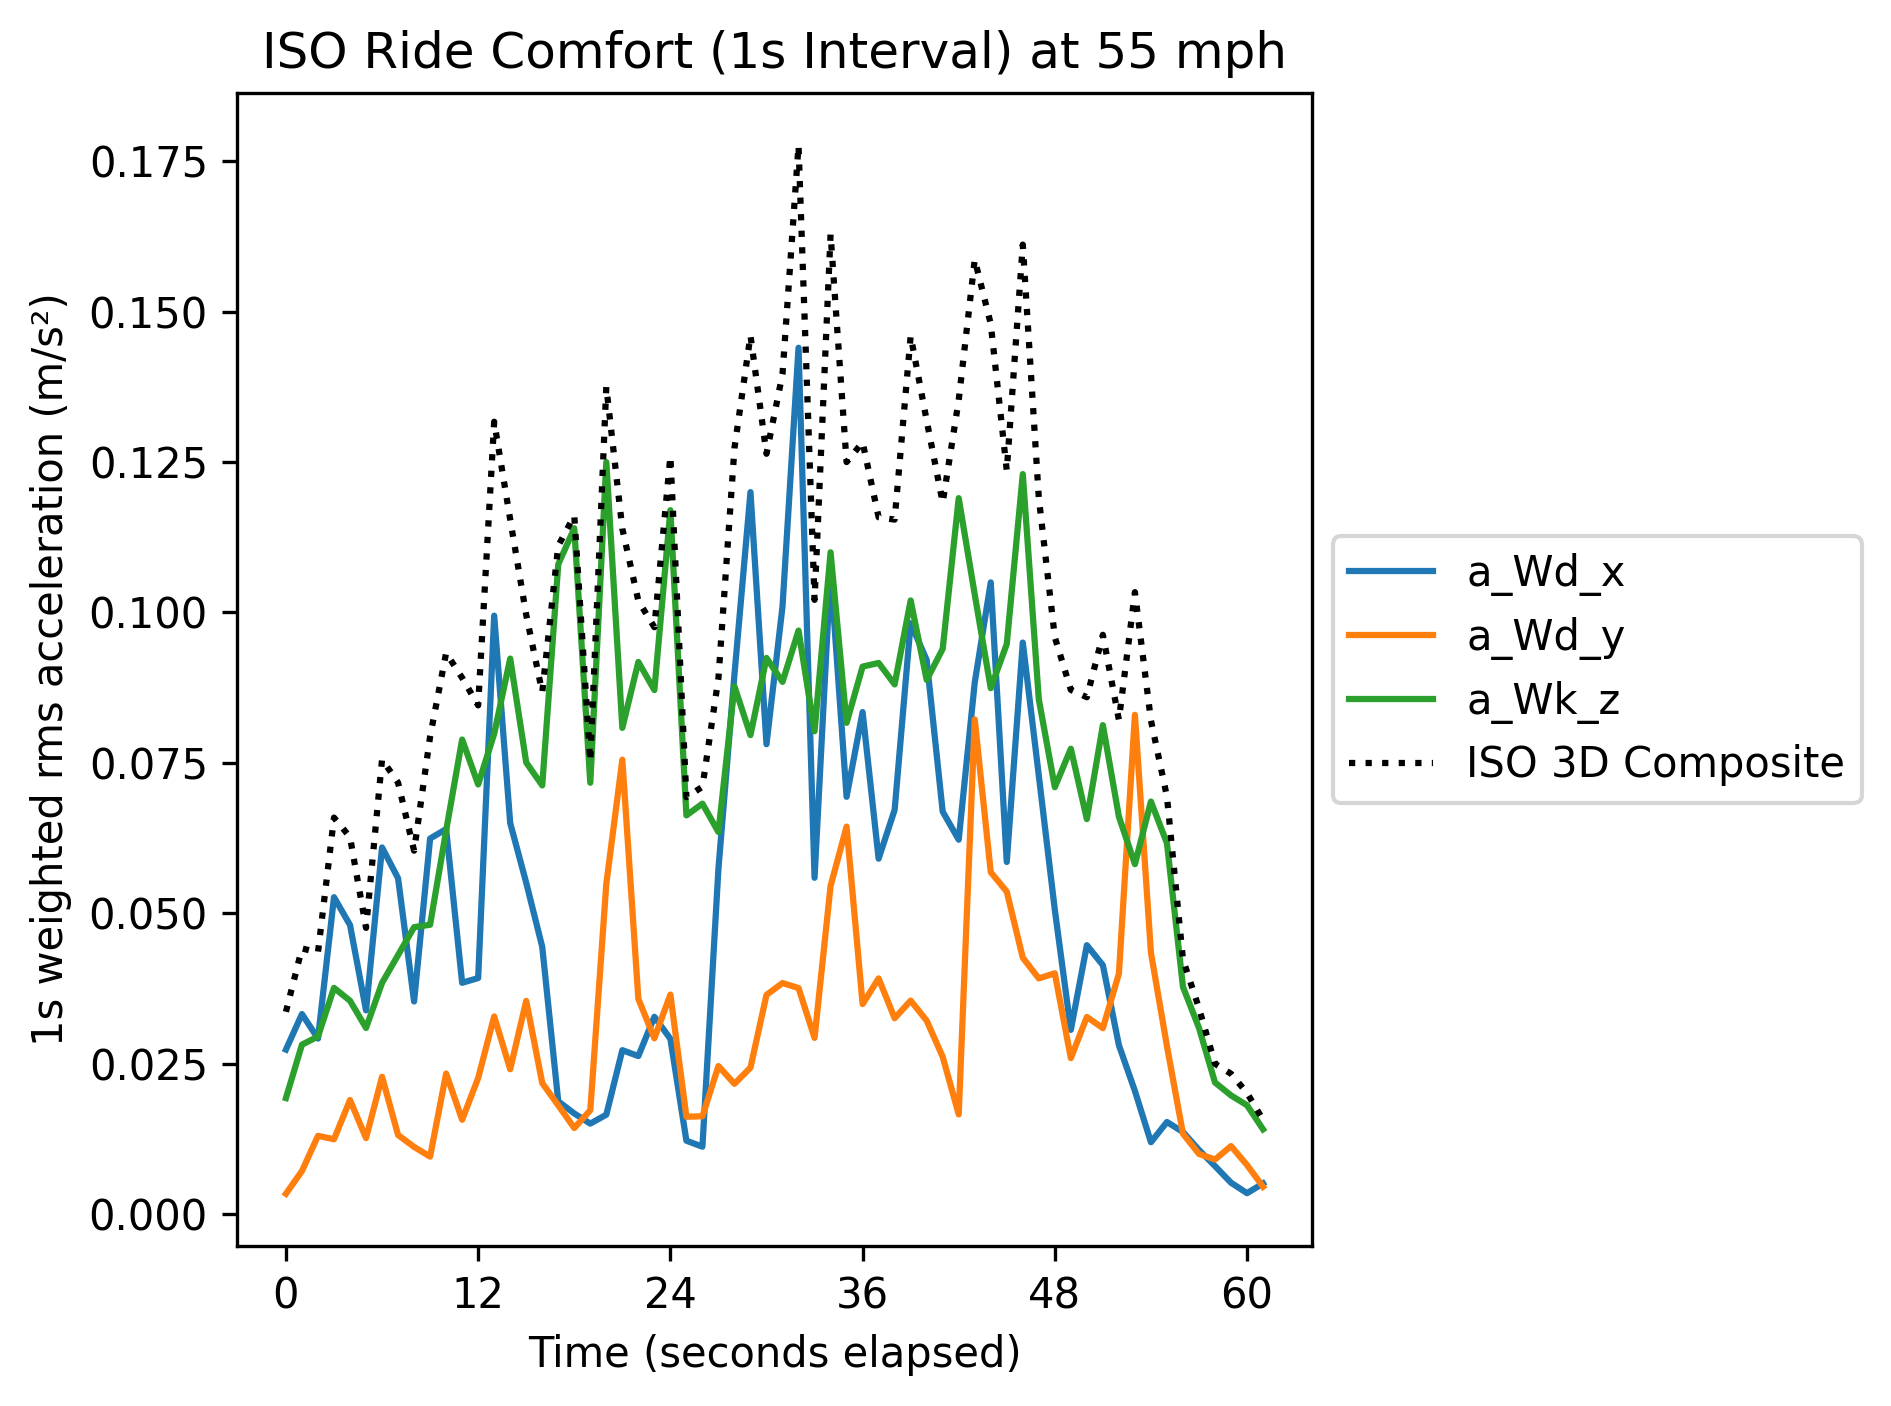 ISO Ride Comfort (1s Interval) at 55 mph
1s weighted rms acceleration (m/s²)
0.175
0.150
0.125
0.100
0.075
0.050
0.025
0.000
0 12 24 36 48 60
Time (seconds elapsed)
a_Wd_x
a_Wd_y
a_Wk_z
ISO 3D Composite